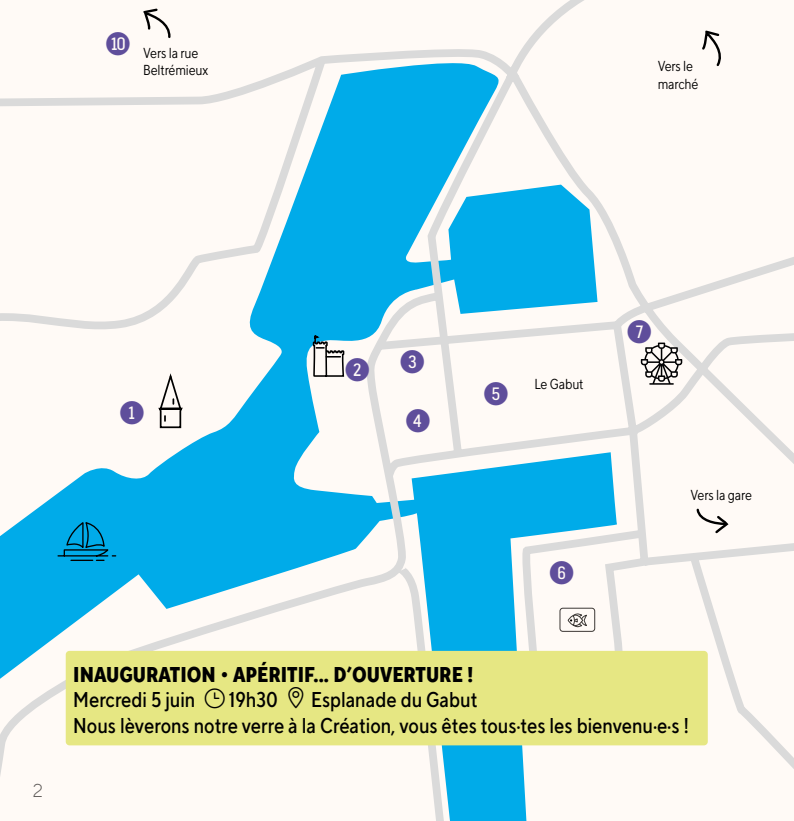 10
Vers la rue
Beltrémieux
Vers le
marché
7
2
3
Le Gabut
5
1
4
Vers la gare
6
INAUGURATION • APÉRITIF... D'OUVERTURE !
Mercredi 5 juin 19h30 Esplanade du Gabut
Nous lèverons notre verre à la Création, vous êtes tous·tes les bienvenu·e·s !
2